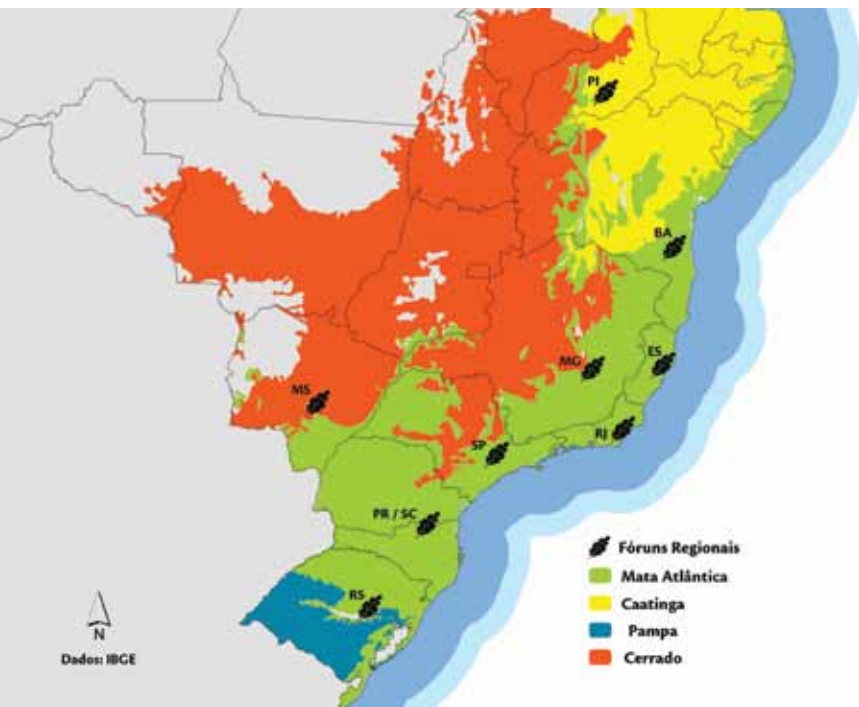 PI
BA
MG
ES
MS
RJ
SP
PR / SC
RS
Fóruns Regionais
Mata Atlântica
Caatinga
Pampa
Cerrado
N
Dados: IBGE